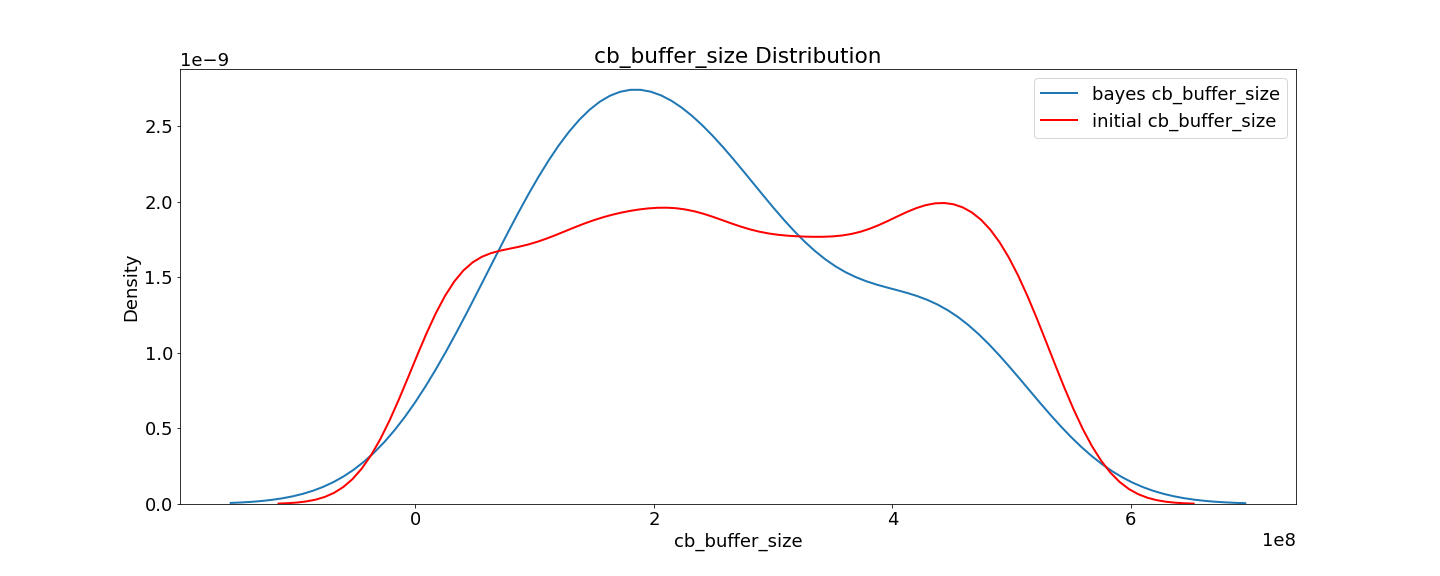 cb_buffer_size Distribution
1e−9
bayes cb_buffer_size
initial cb_buffer_size
2.5
2.0
1.5
1.0
0.5
0.0
Density
0 2 4 6
cb_buffer_size
1e8